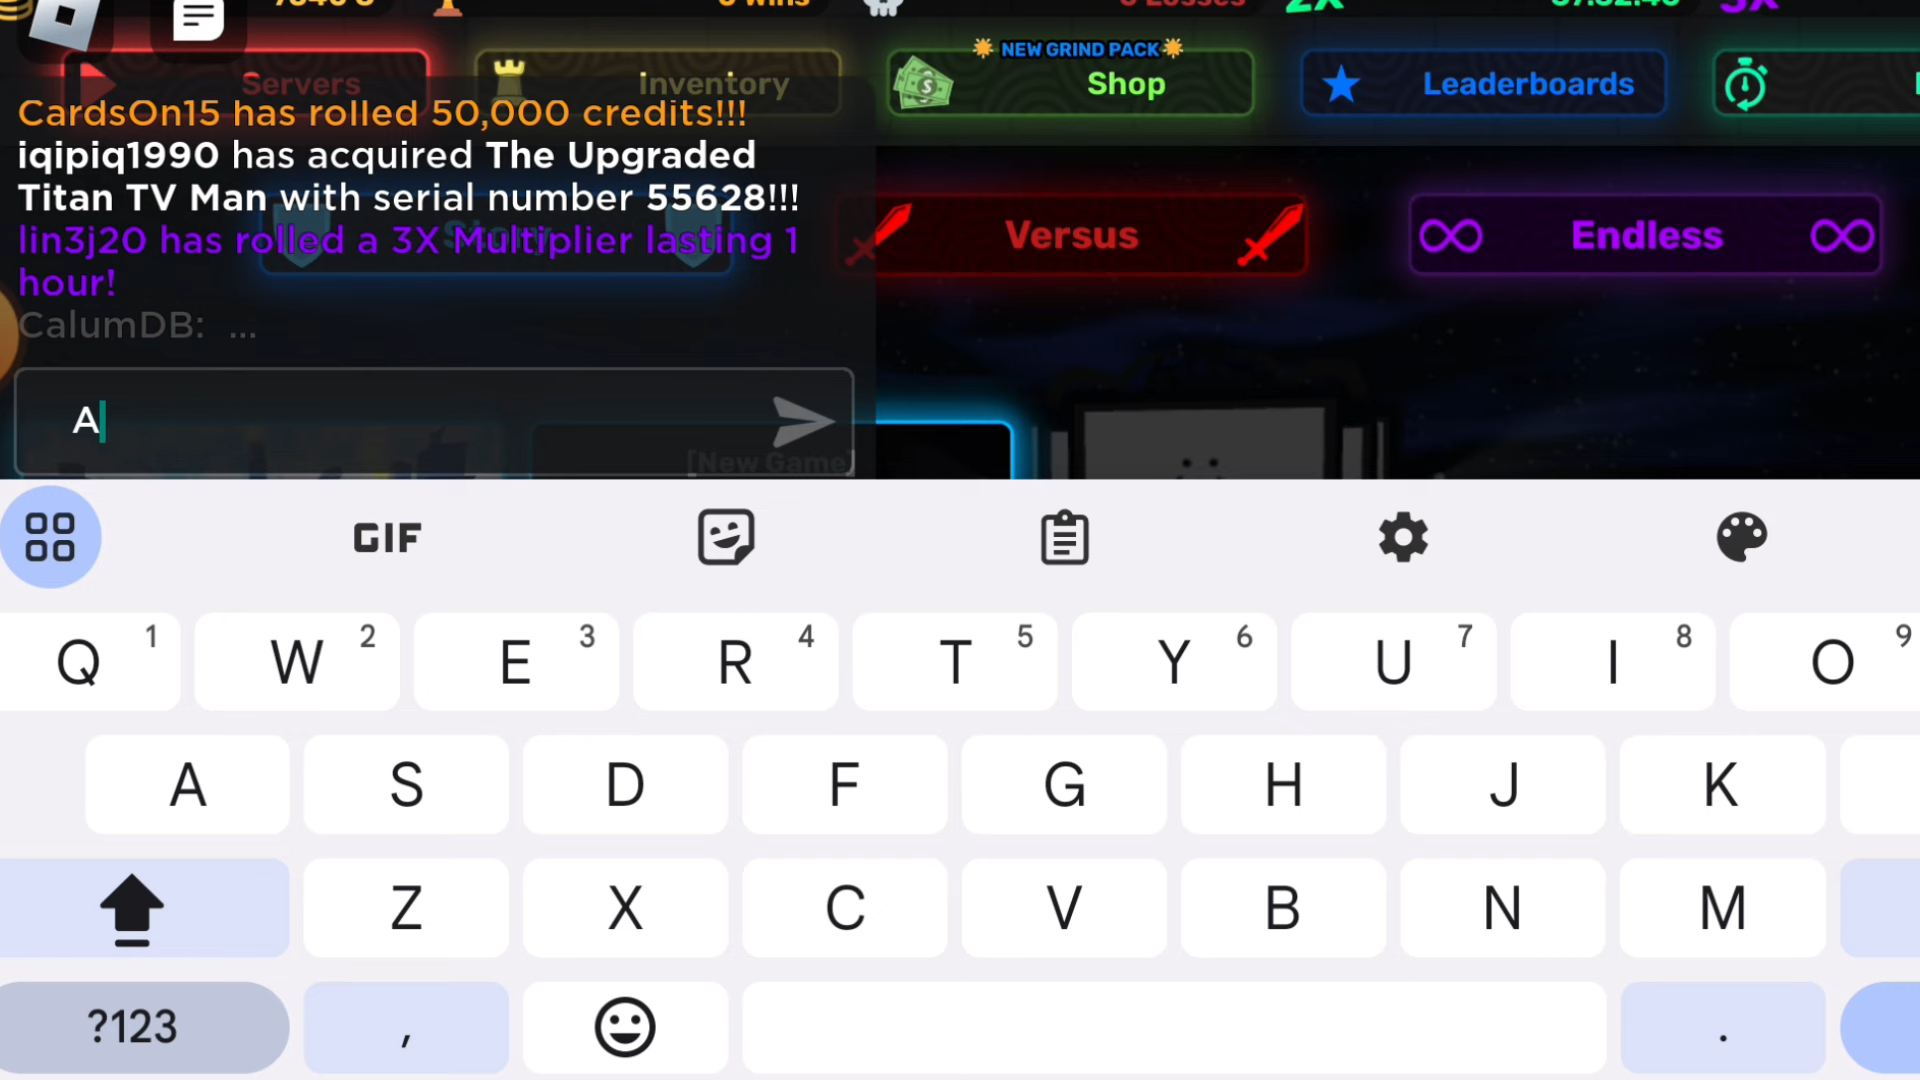 NEW GRIND PACK
Servers
Inventory
Shop
Leaderboards
CardsOn15 has rolled 50,000 credits!!!
iqipiq1990 has acquired The Upgraded
Titan TV Man with serial number 55628!!!
lin3j20 has rolled a 3X Multiplier lasting 1
hour!
Versus
Endless
CalumDB: ...
A
[New Game]
GIF
Q 1 W 2 E 3 R 4 T 5 Y 6 U 7 I 8 O 9
A S D F G H J K
Z X C V B N M
?123 , .